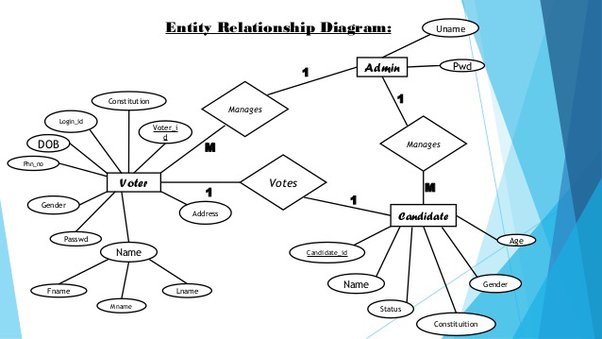 Entity Relationship Diagram:
Uname
Admin
Pwd
1
1
Manages
Constitution
Login_id
Voter_i
d
DOB
M
Manages
Phn_no
Voter
Votes
1
1
M
Gender
Address
Candidate
Passwd
Name
Candidate_id
Age
Name
Gender
Fname
Lname
Mname
Status
Constituition